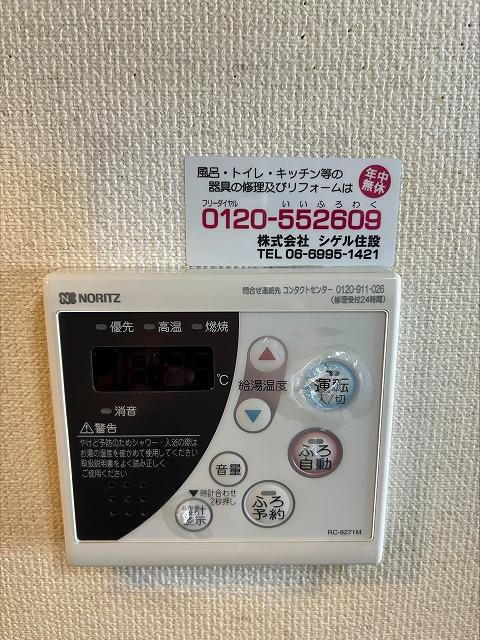 風呂・トイレ・キッチン等の
器具の修理及びリフォームは
年中
無休
フリーダイヤル いいふろわく
0120-552609
株式会社 シゲル住設
TEL 06-6995-1421
NORITZ
問合せ連絡先 コンタクトセンター 0120-911-026
(修理受付24時間)
優先 高温 燃焼
℃
給湯温度
運転
入/切
消音
警告
やけど予防のためシャワー・入浴の際は
お湯の温度を確かめて使用してください
取扱説明書をよく読み正しく
ご使用ください
ふろ
自動
音量
▼時計合わせ
2秒押し
時計
表示
ふろ
予約
RC-8271M